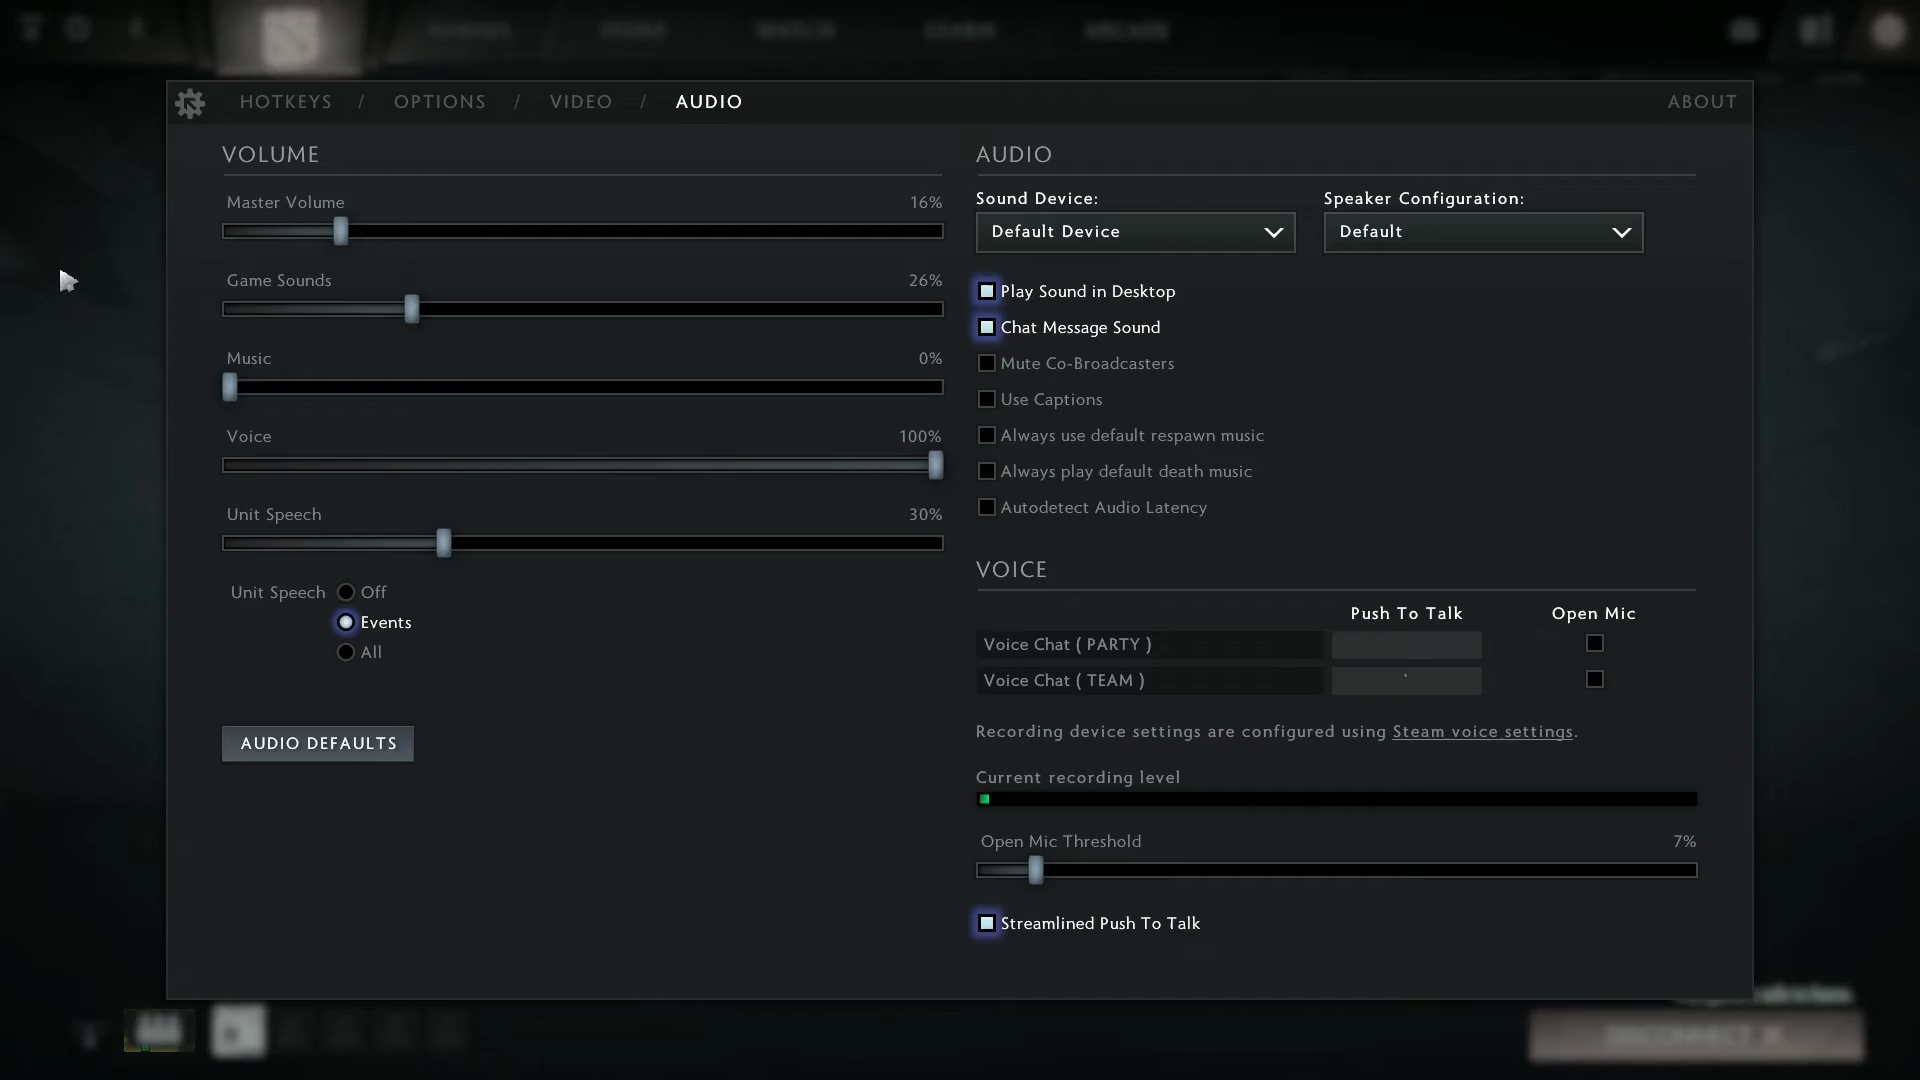 HOTKEYS / OPTIONS / VIDEO / AUDIO ABOUT
VOLUME
Master Volume 16%
Game Sounds 26%
Music 0%
Voice 100%
Unit Speech 30%
Unit Speech Off
Events
All
AUDIO DEFAULTS
AUDIO
Sound Device: Speaker Configuration:
Default Device Default
Play Sound in Desktop
Chat Message Sound
Mute Co-Broadcasters
Use Captions
Always use default respawn music
Always play default death music
Autodetect Audio Latency
VOICE
Push To Talk Open Mic
Voice Chat ( PARTY )
Voice Chat ( TEAM ) `
Recording device settings are configured using Steam voice settings.
Current recording level
Open Mic Threshold 7%
Streamlined Push To Talk
DISCONNECT